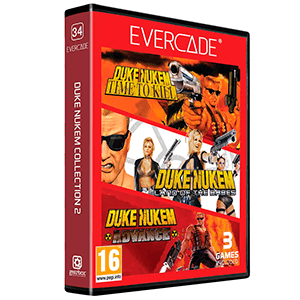 34
DUKE NUKEM COLLECTION 2
EVERCADE
DUKE NUKEM
TIME TO KILL
DUKE NUKEM
LAND OF THE BABES
DUKE NUKEM
ADVANCE
3
GAMES
16
www.pegi.info